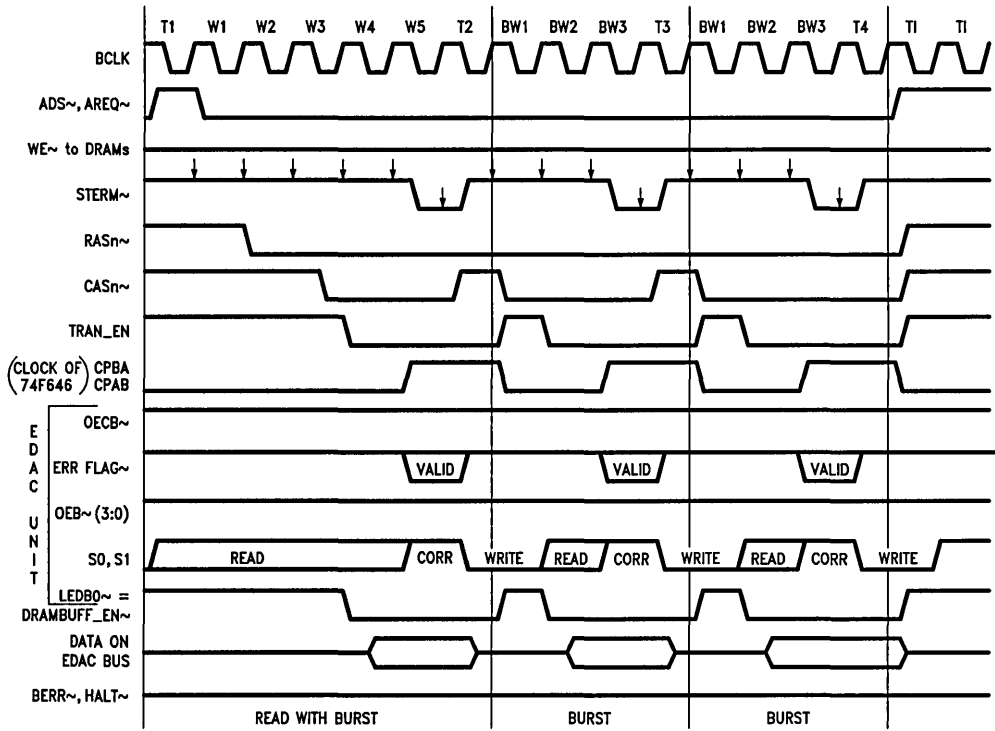 T1 W1 W2 W3 W4 W5 T2 BW1 BW2 BW3 T3 BW1 BW2 BW3 T4 TI TI
BCLK
ADS~, AREQ~
WE~ to DRAMs
STERM~
RASn~
CASn~
TRAN_EN
(CLOCK OF 74F646) CPBA
CPAB
EDAC UNIT
OECB~
ERR FLAG~ VALID VALID VALID
OEB~ (3:0)
S0, S1 READ CORR WRITE READ CORR WRITE READ CORR WRITE
LEDBO~ =
DRAMBUFF_EN~
DATA ON
EDAC BUS
BERR~, HALT~
READ WITH BURST BURST BURST